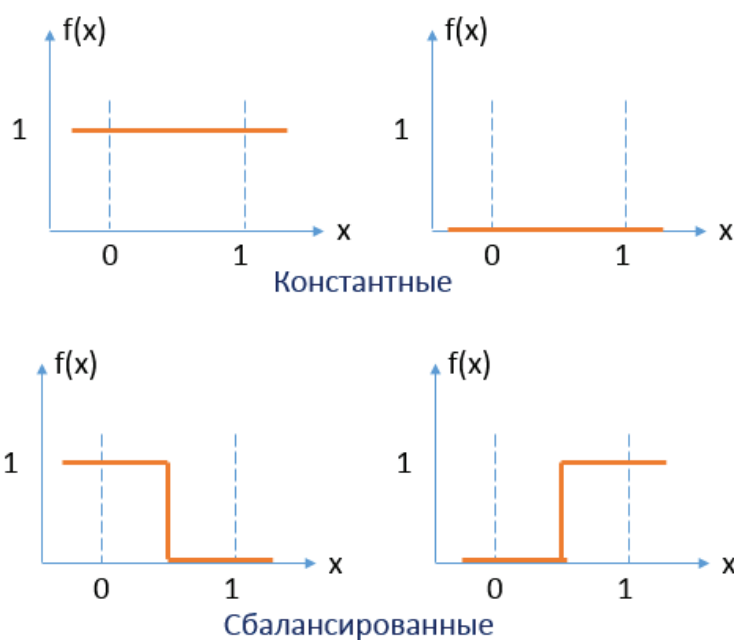 f(x) f(x)
1 1
x x
0 1 0 1
Константные
f(x) f(x)
1 1
x x
0 1 0 1
Сбалансированные